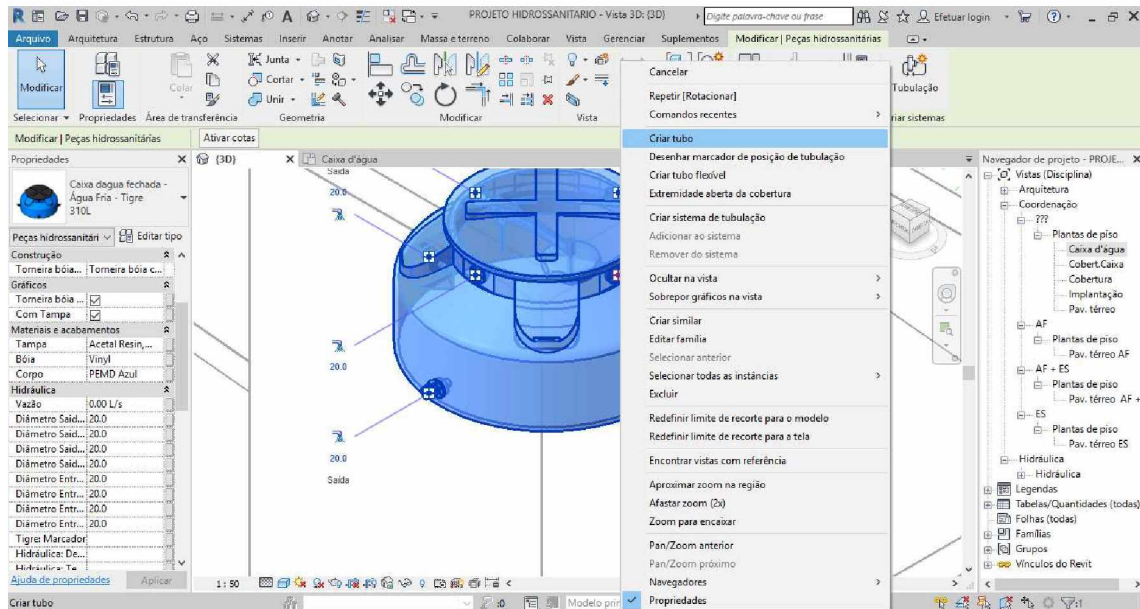 PROJETO HIDROSSANITARIO - Vista 3D: {3D}
Digite palavra-chave ou frase
Efetuar login
Arquivo Arquitetura Estrutura Aço Sistemas Inserir Anotar Analisar Massa e terreno Colaborar Vista Gerenciar Suplementos Modificar | Peças hidrossanitárias
Modificar
Colar
Junta
Cortar
Unir
Tubulação
Selecionar Propriedades Área de transferência Geometria Modificar Vista
Modificar | Peças hidrossanitárias Ativar cotas
Propriedades
Caixa dagua fechada -
Água Fria - Tigre
310L
Peças hidrossanitári Editar tipo
Construção
Torneira bóia... Torneira bóia c...
Gráficos
Torneira bóia ...
Com Tampa
Materiais e acabamentos
Tampa Acetal Resin,...
Bóia Vinyl
Corpo PEMD Azul
Hidráulica
Vazão 0.00 L/s
Diâmetro Said... 20.0
Diâmetro Said... 20.0
Diâmetro Said... 20.0
Diâmetro Said... 20.0
Diâmetro Entr... 20.0
Diâmetro Entr... 20.0
Diâmetro Entr... 20.0
Diâmetro Entr... 20.0
Tigre: Marcador
Hidráulica: De...
Hidráulica: Te...
Ajuda de propriedades Aplicar
Criar tubo
{3D} Caixa d'água
Saída
20.0
20.0
20.0
Saída
1 : 50
:0 Modelo prin
Cancelar
Repetir [Rotacionar]
Comandos recentes
Criar tubo
Desenhar marcador de posição de tubulação
Criar tubo flexível
Extremidade aberta da cobertura
Criar sistema de tubulação
Adicionar ao sistema
Remover do sistema
Ocultar na vista
Sobrepor gráficos na vista
Criar similar
Editar família
Selecionar anterior
Selecionar todas as instâncias
Excluir
Redefinir limite de recorte para o modelo
Redefinir limite de recorte para a tela
Encontrar vistas com referência
Aproximar zoom na região
Afastar zoom (2x)
Zoom para encaixar
Pan/Zoom anterior
Pan/Zoom próximo
Navegadores
Propriedades
riar sistemas
Navegador de projeto - PROJE...
Vistas (Disciplina)
Arquitetura
Coordenação
???
Plantas de piso
Caixa d'água
Cobert.Caixa
Cobertura
Implantação
Pav. térreo
AF
Plantas de piso
Pav. térreo AF
AF + ES
Plantas de piso
Pav. térreo AF +
ES
Plantas de piso
Pav. térreo ES
Hidráulica
Hidráulica
Legendas
Tabelas/Quantidades (todas)
Folhas (todas)
Famílias
Grupos
Vínculos do Revit
:1